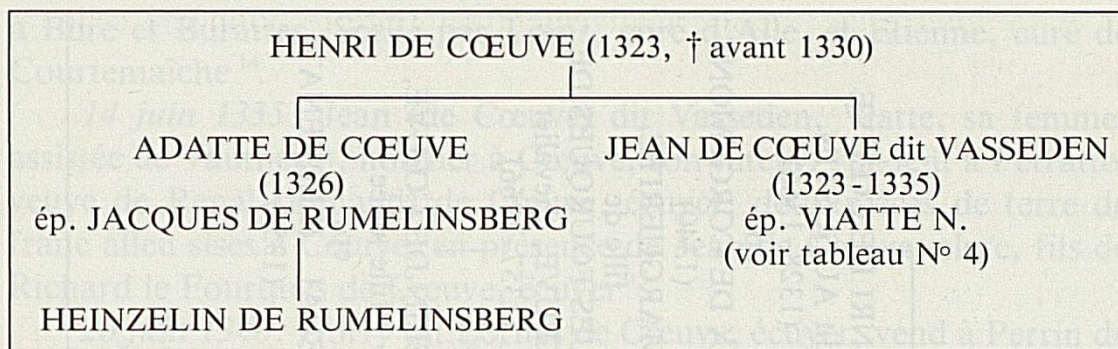 HENRI DE CŒUVE (1323, † avant 1330)
ADATTE DE CŒUVE
(1326)
ép. JACQUES DE RUMELINSBERG
HEINZELIN DE RUMELINSBERG
JEAN DE CŒUVE dit VASSEDEN
(1323-1335)
ép. VIATTE N.
(voir tableau Nº 4)